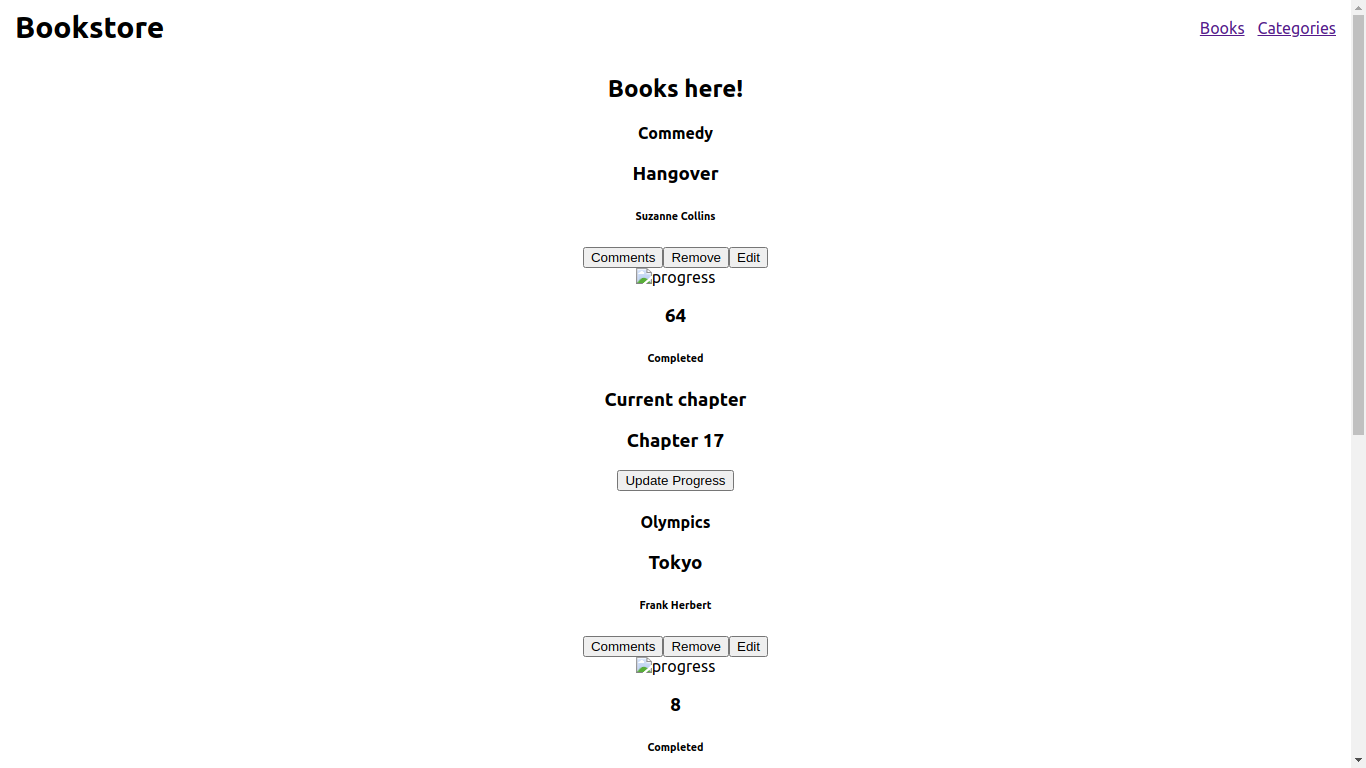 Bookstore
Books Categories
Books here!
Commedy
Hangover
Suzanne Collins
Comments Remove Edit
progress
64
Completed
Current chapter
Chapter 17
Update Progress
Olympics
Tokyo
Frank Herbert
Comments Remove Edit
progress
8
Completed